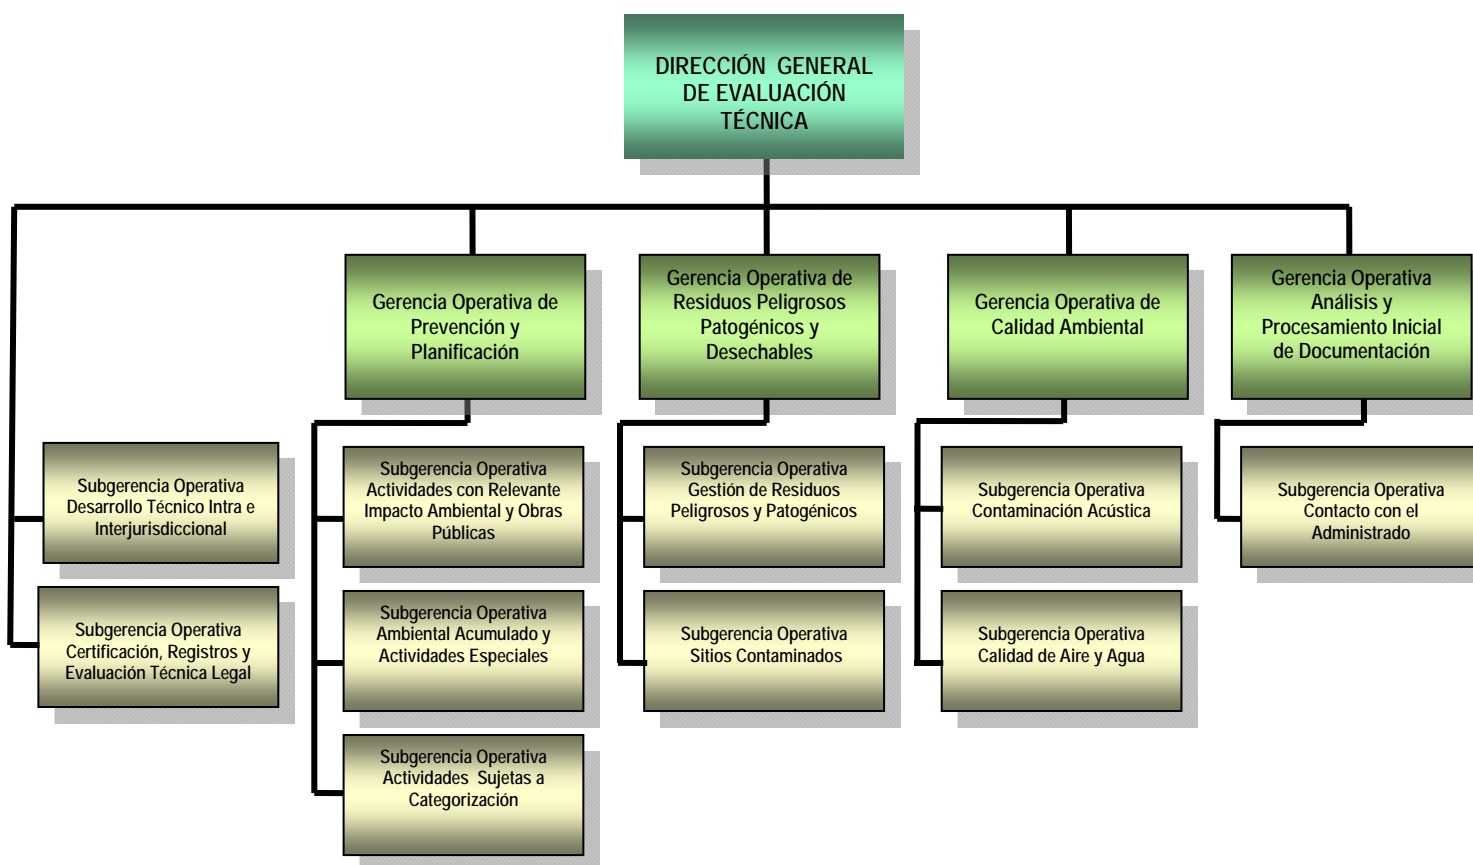 DIRECCIÓN GENERAL
DE EVALUACIÓN
TÉCNICA
Gerencia Operativa de
Prevención y
Planificación
Gerencia Operativa de
Residuos Peligrosos
Patogénicos y
Desechables
Gerencia Operativa de
Calidad Ambiental
Gerencia Operativa
Análisis y
Procesamiento Inicial
de Documentación
Subgerencia Operativa
Desarrollo Técnico Intra e
Interjurisdiccional
Subgerencia Operativa
Certificación, Registros y
Evaluación Técnica Legal
Subgerencia Operativa
Actividades con Relevante
Impacto Ambiental y Obras
Públicas
Subgerencia Operativa
Ambiental Acumulado y
Actividades Especiales
Subgerencia Operativa
Actividades Sujetas a
Categorización
Subgerencia Operativa
Gestión de Residuos
Peligrosos y Patogénicos
Subgerencia Operativa
Sitios Contaminados
Subgerencia Operativa
Contaminación Acústica
Subgerencia Operativa
Calidad de Aire y Agua
Subgerencia Operativa
Contacto con el
Administrado